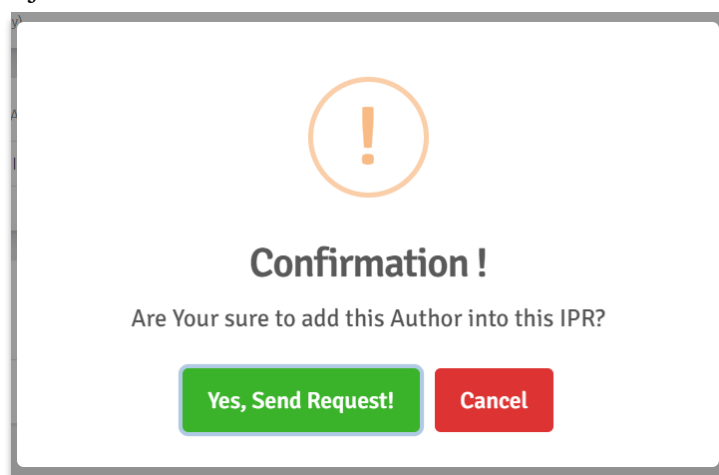 Confirmation !
Are Your sure to add this Author into this IPR?
Yes, Send Request!
Cancel